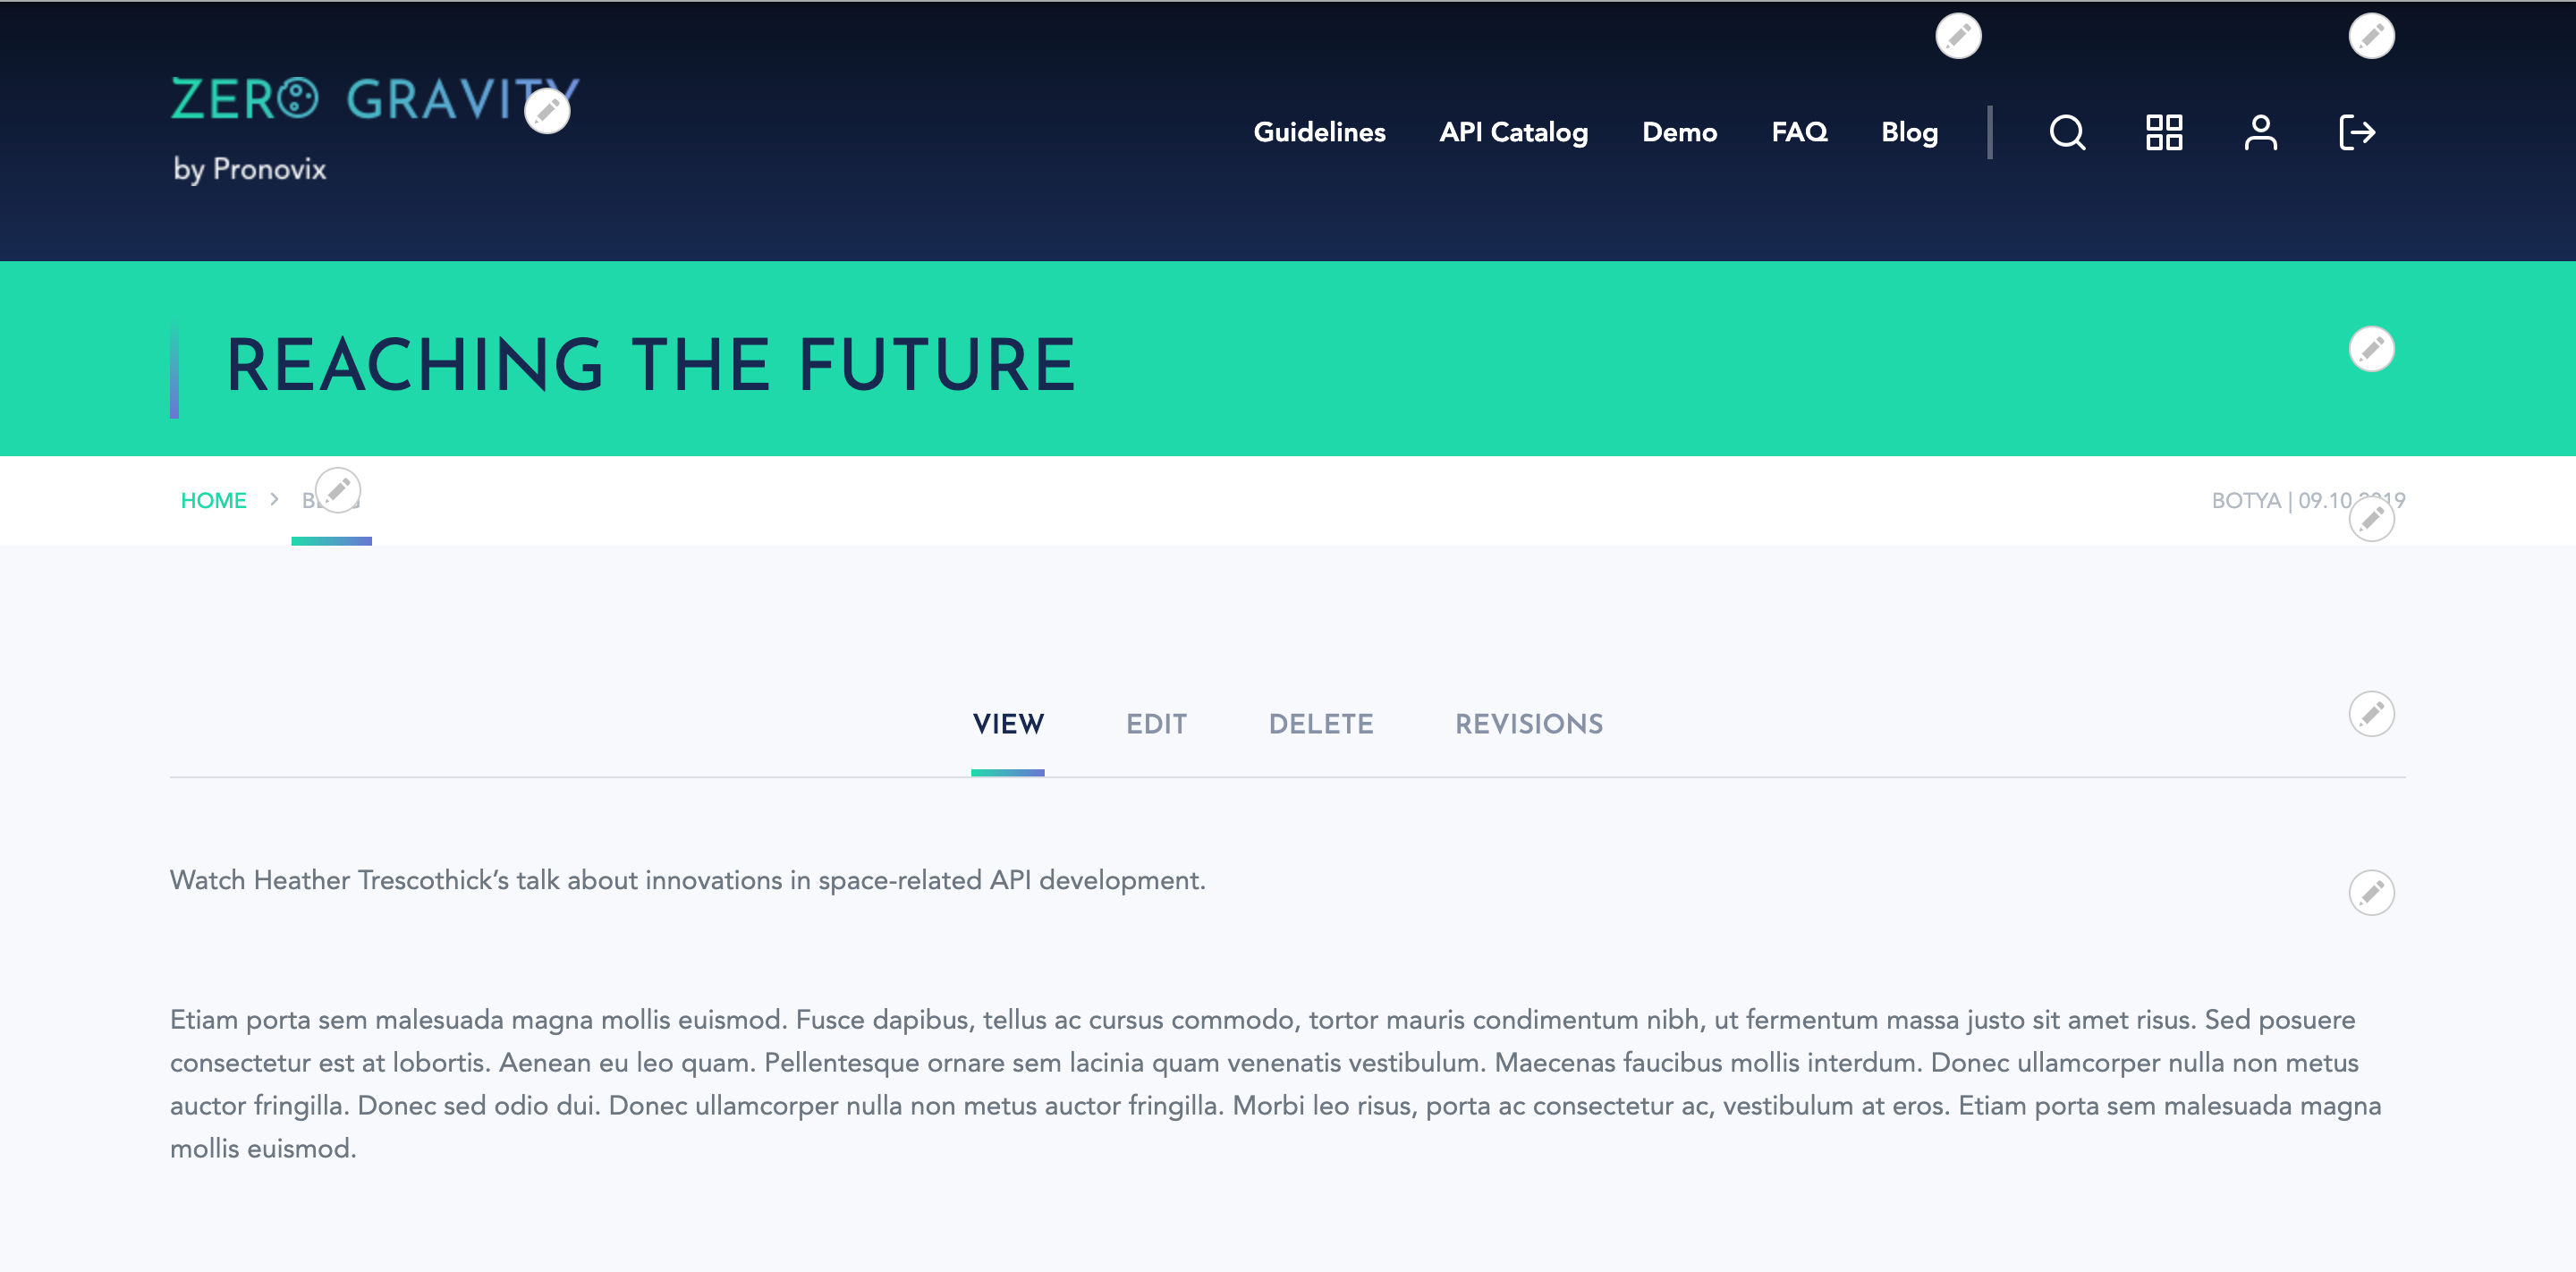 ZERO GRAVITY
by Pronovix
Guidelines API Catalog Demo FAQ Blog
REACHING THE FUTURE
HOME >
BOTYA |
VIEW EDIT DELETE REVISIONS
Watch Heather Trescothick’s talk about innovations in space-related API development.
Etiam porta sem malesuada magna mollis euismod. Fusce dapibus, tellus ac cursus commodo, tortor mauris condimentum nibh, ut fermentum massa justo sit amet risus. Sed posuere
consectetur est at lobortis. Aenean eu leo quam. Pellentesque ornare sem lacinia quam venenatis vestibulum. Maecenas faucibus mollis interdum. Donec ullamcorper nulla non metus
auctor fringilla. Donec sed odio dui. Donec ullamcorper nulla non metus auctor fringilla. Morbi leo risus, porta ac consectetur ac, vestibulum at eros. Etiam porta sem malesuada magna
mollis euismod.